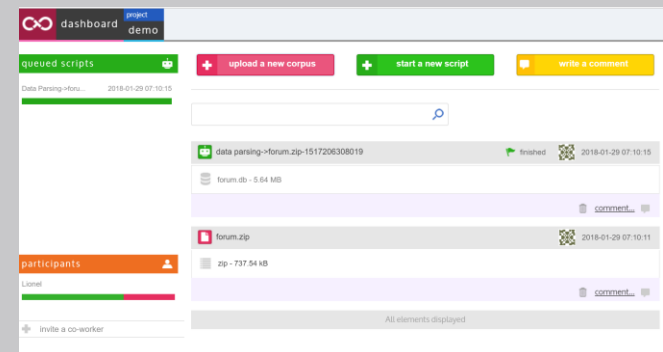 dashboard
project
demo
queued scripts
Data Parsing->foru... 2018-01-29 07:10:15
upload a new corpus
start a new script
write a comment
data parsing->forum.zip-1517206308019 finished 2018-01-29 07:10:15
forum.db - 5.64 MB
comment...
forum.zip 2018-01-29 07:10:11
zip - 737.54 kB
comment...
All elements displayed
participants
Lionel
invite a co-worker